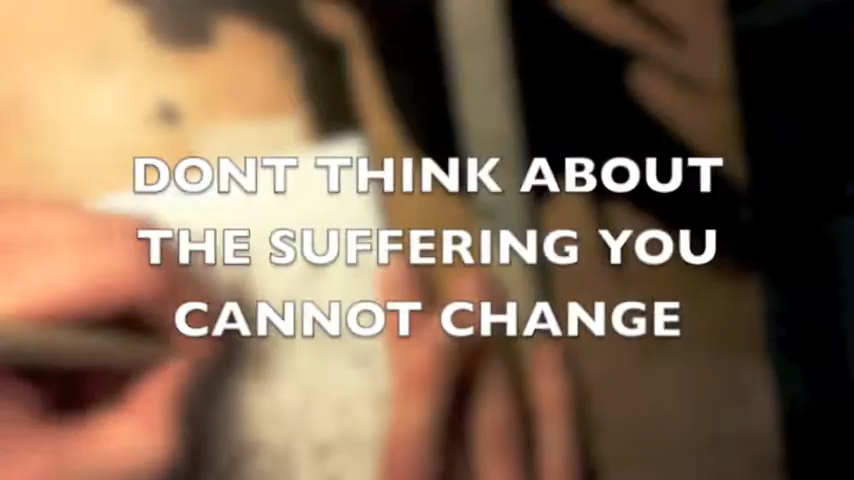 DONT THINK ABOUT
THE SUFFERING YOU
CANNOT CHANGE